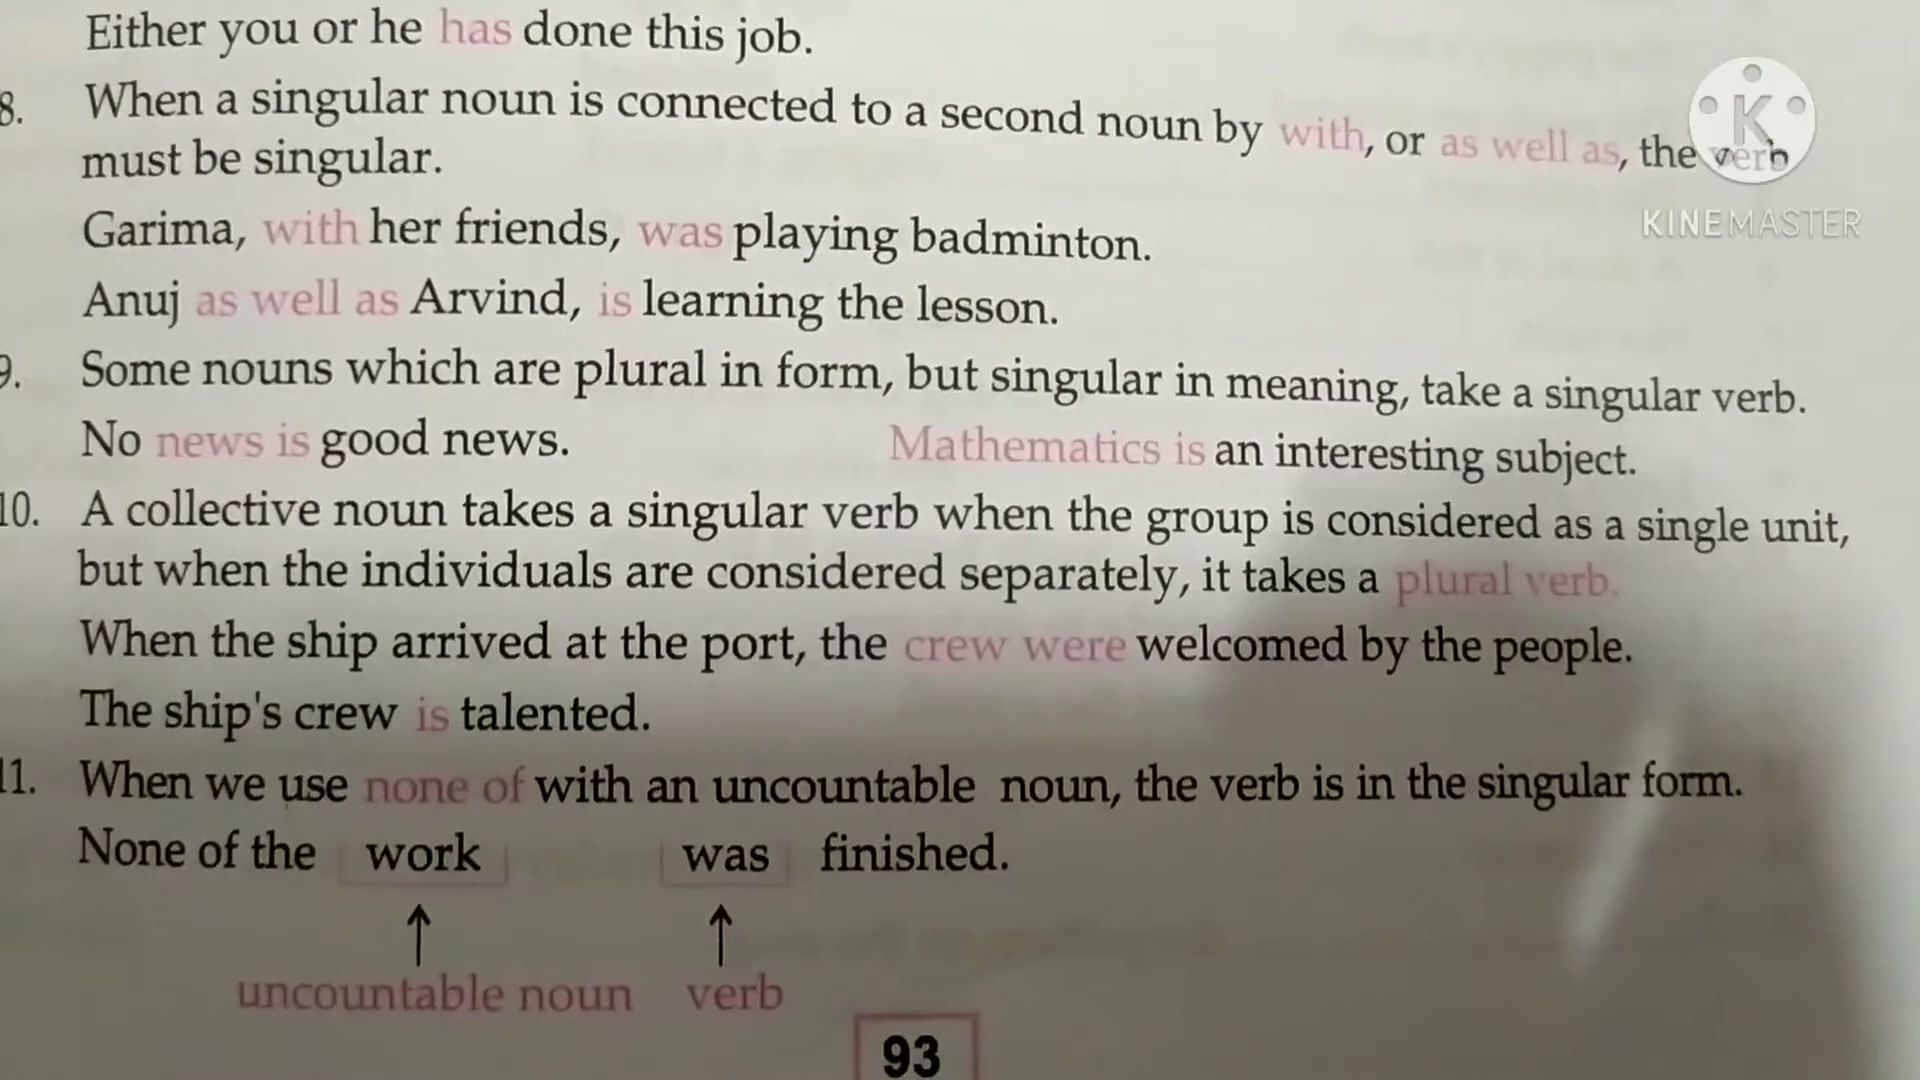 Either you or he has done this job.
8. When a singular noun is connected to a second noun by with, or as well as, the verb
must be singular.
Garima, with her friends, was playing badminton.
Anuj as well as Arvind, is learning the lesson.
9. Some nouns which are plural in form, but singular in meaning, take a singular verb.
No news is good news. Mathematics is an interesting subject.
10. A collective noun takes a singular verb when the group is considered as a single unit,
but when the individuals are considered separately, it takes a plural verb.
When the ship arrived at the port, the crew were welcomed by the people.
The ship's crew is talented.
11. When we use none of with an uncountable noun, the verb is in the singular form.
None of the work was finished.
uncountable noun verb
93
K
KINEMASTER